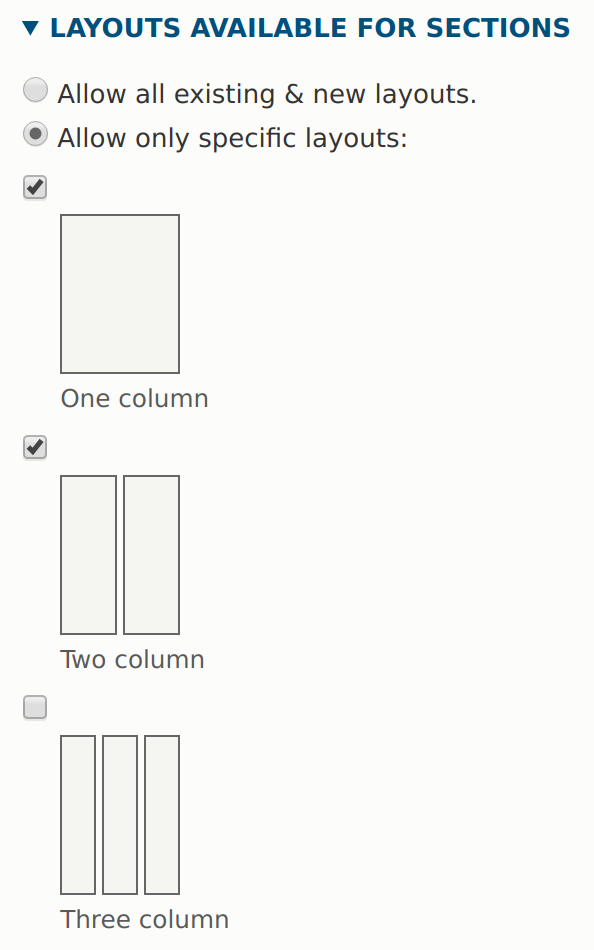 LAYOUTS AVAILABLE FOR SECTIONS
Allow all existing & new layouts.
Allow only specific layouts:
One column
Two column
Three column